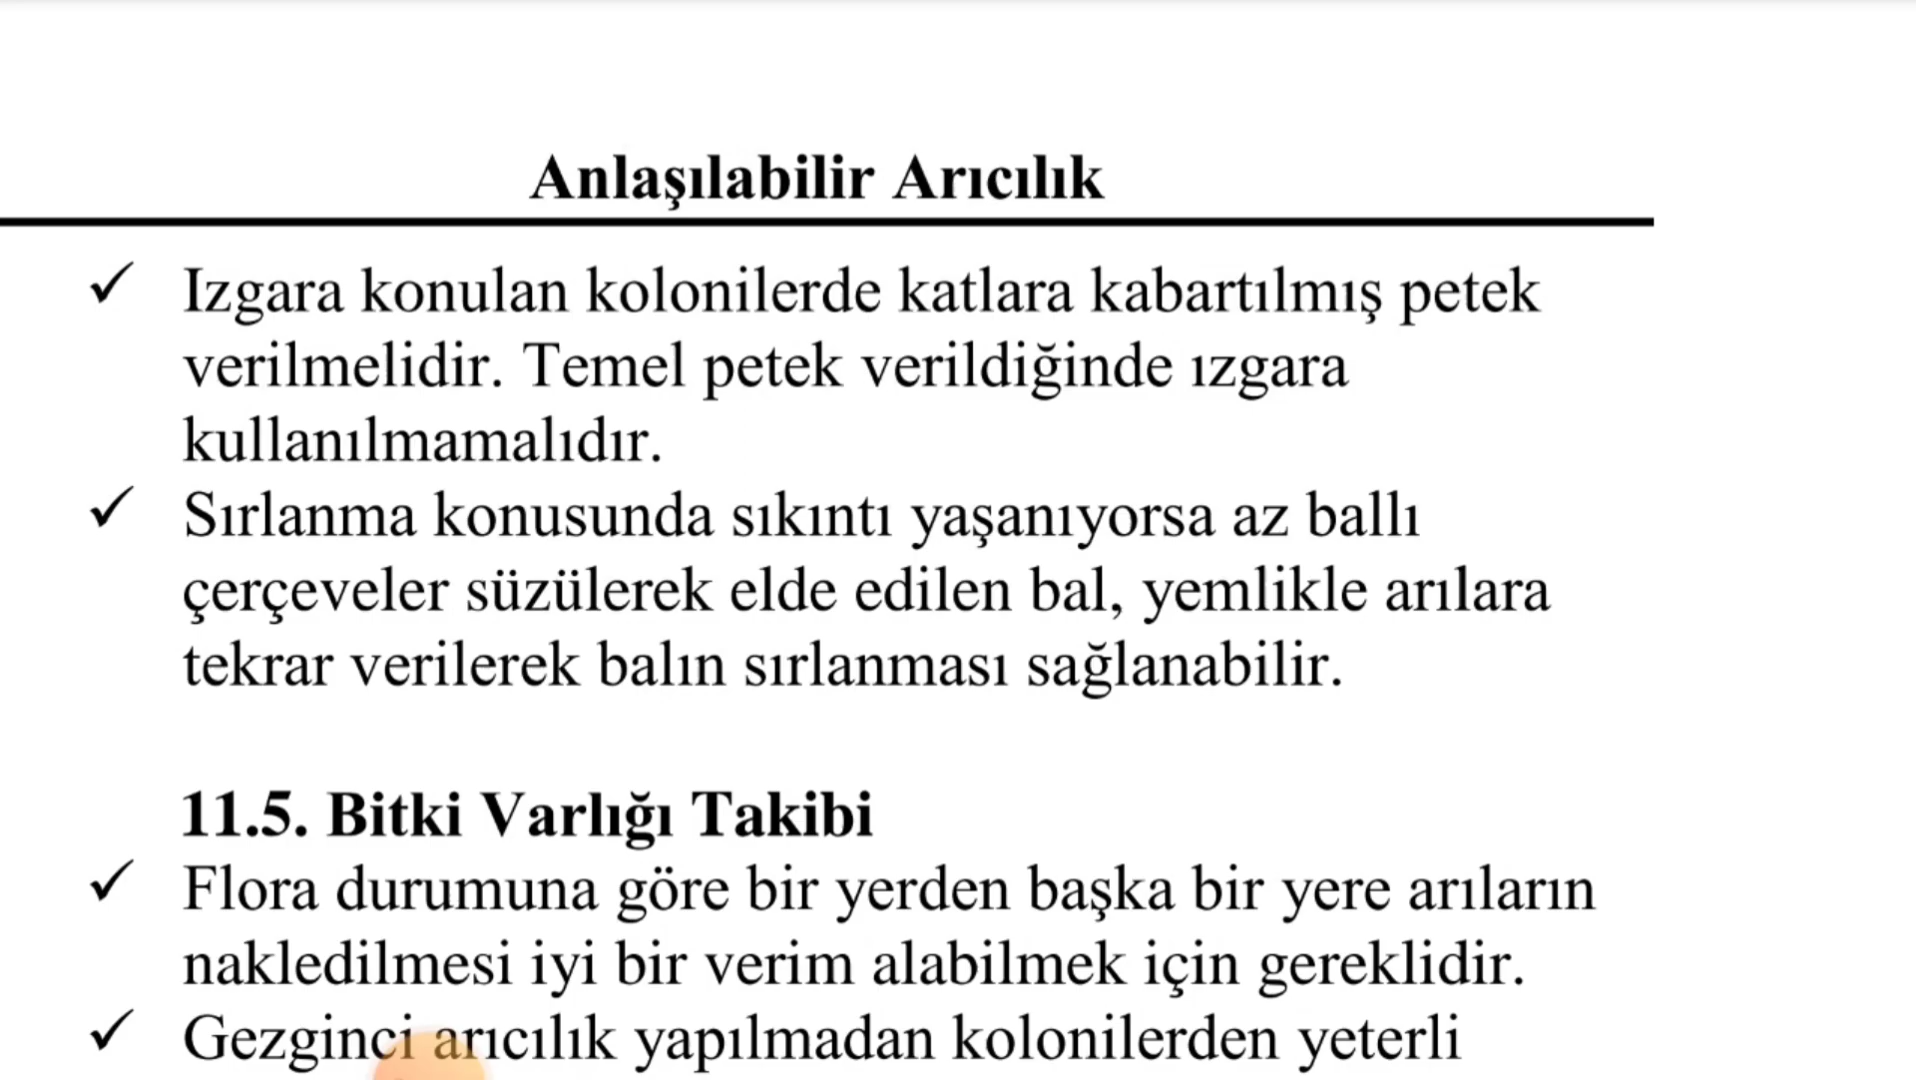 Anlaşılabilir Arıcılık
✓ Izgara konulan kolonilerde katlara kabartılmış petek
verilmelidir. Temel petek verildiğinde ızgara
kullanılmamalıdır.
✓ Sırlanma konusunda sıkıntı yaşanıyorsa az ballı
çerçeveler süzülerek elde edilen bal, yemlikle arılara
tekrar verilerek balın sırlanması sağlanabilir.
11.5. Bitki Varlığı Takibi
✓ Flora durumuna göre bir yerden başka bir yere arıların
nakledilmesi iyi bir verim alabilmek için gereklidir.
✓ Gezginci arıcılık yapılmadan kolonilerden yeterli